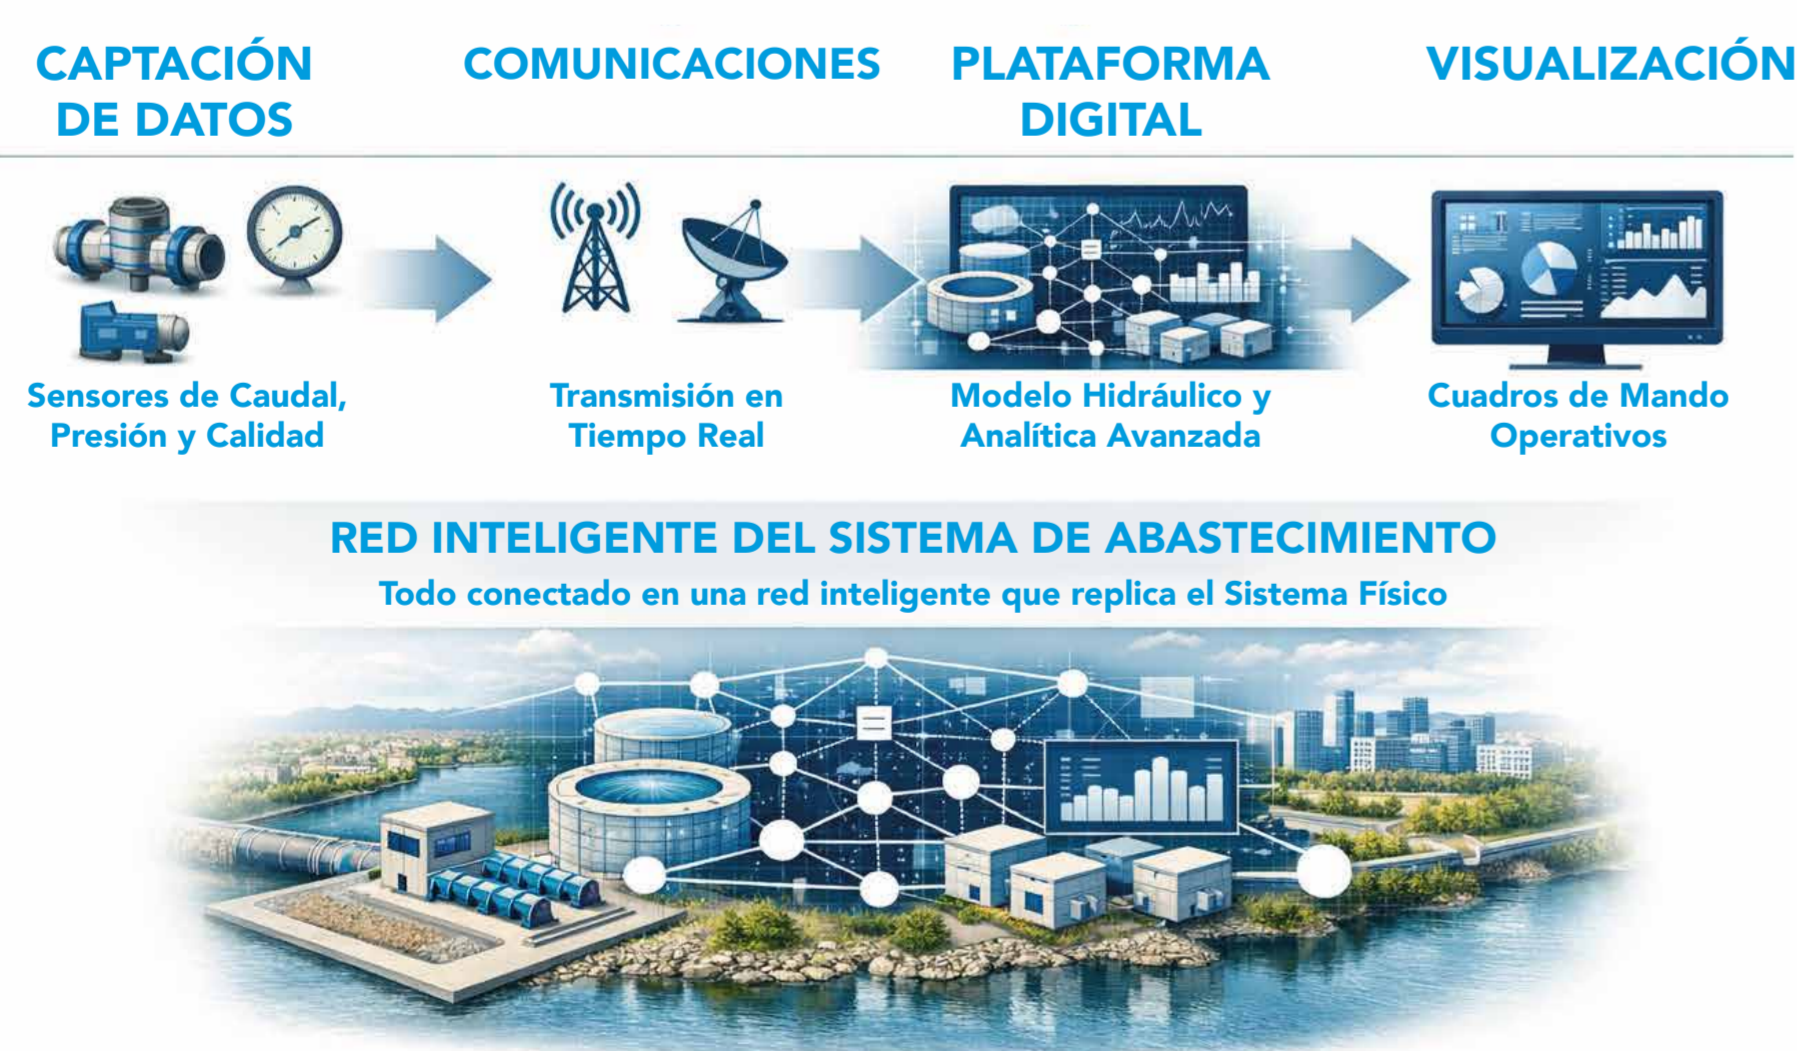 CAPTACIÓN
DE DATOS
COMUNICACIONES
PLATAFORMA
DIGITAL
VISUALIZACIÓN
Sensores de Caudal,
Presión y Calidad
Transmisión en
Tiempo Real
Modelo Hidráulico y
Analítica Avanzada
Cuadros de Mando
Operativos
RED INTELIGENTE DEL SISTEMA DE ABASTECIMIENTO
Todo conectado en una red inteligente que replica el Sistema Físico